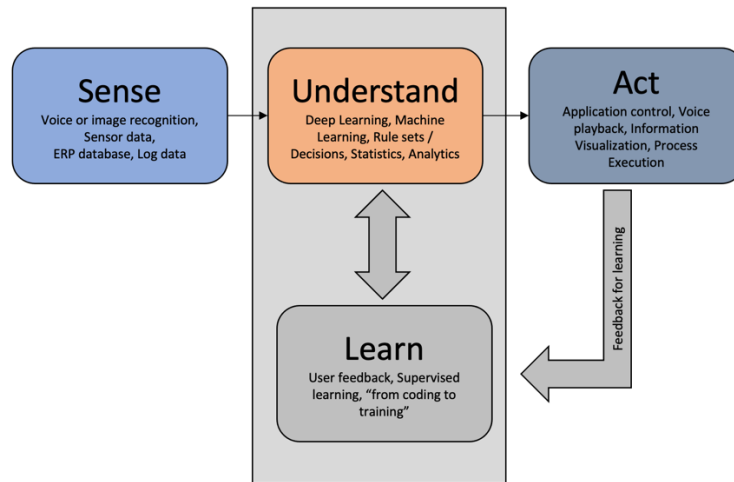 Sense
Voice or image recognition,
Sensor data,
ERP database, Log data
Understand
Deep Learning, Machine
Learning, Rule sets /
Decisions, Statistics, Analytics
Act
Application control, Voice
playback, Information
Visualization, Process
Execution
Learn
User feedback, Supervised
learning, “from coding to
training”
Feedback for learning